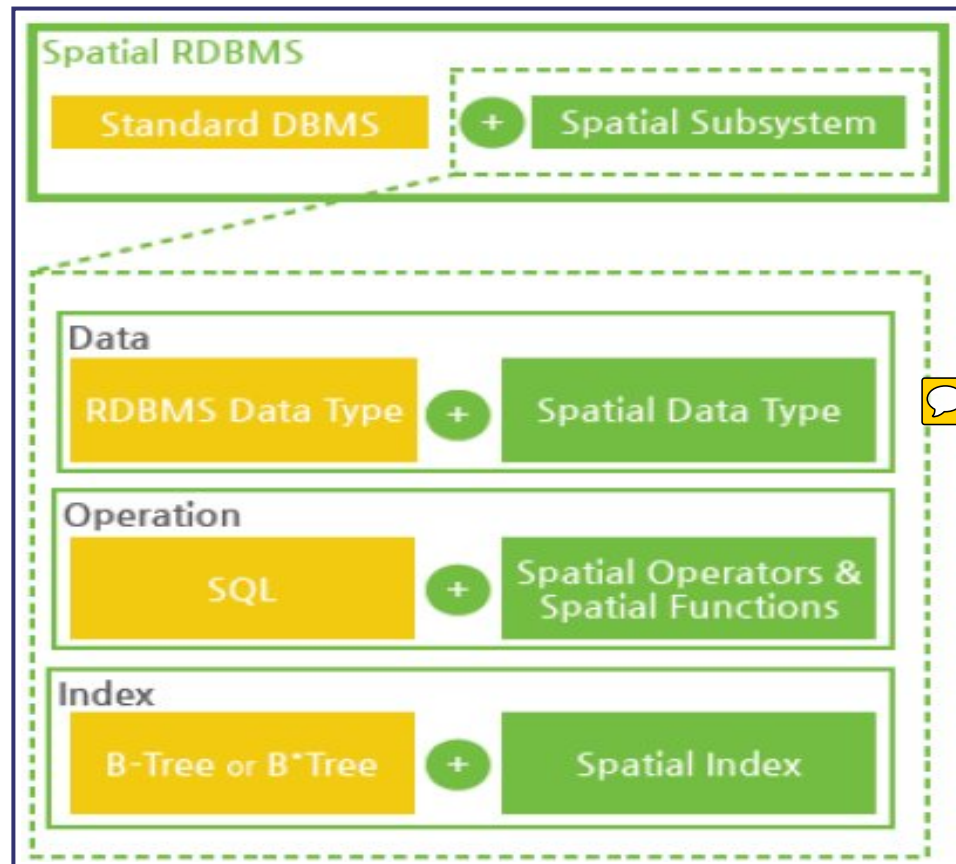 Spatial RDBMS
Standard DBMS + Spatial Subsystem
Data
RDBMS Data Type + Spatial Data Type
Operation
SQL + Spatial Operators &
Spatial Functions
Index
B-Tree or B*Tree + Spatial Index